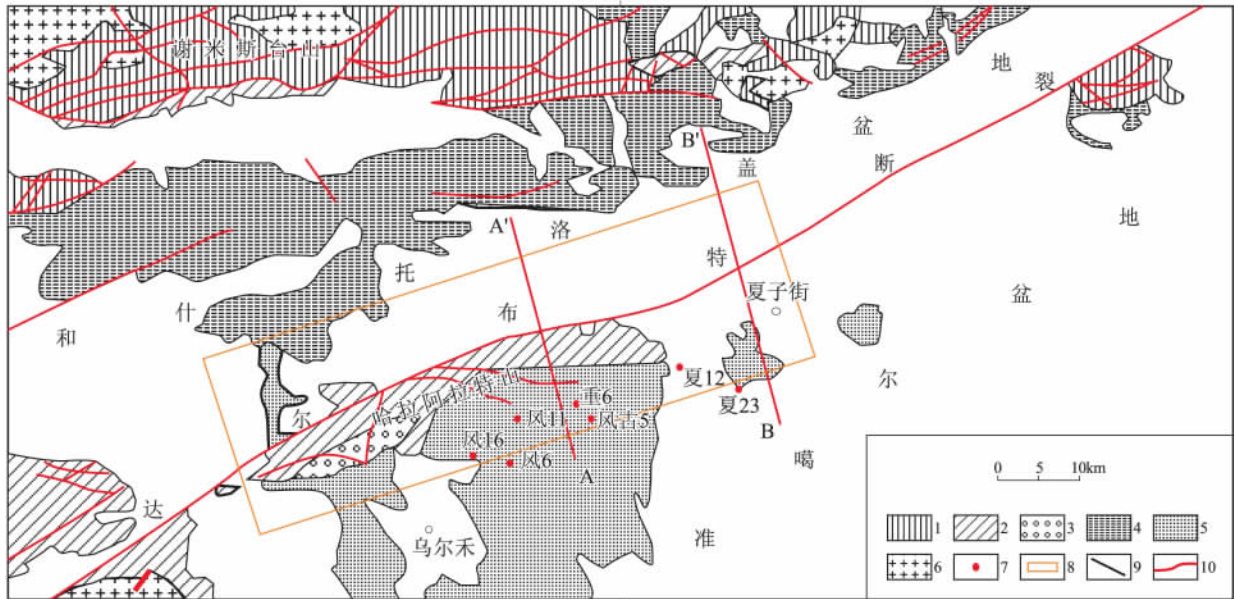 谢米斯台山
地
裂
盆
断
B'
盖
地
A'
洛
托
特
什
布
夏子街
和
盆
尔
夏12
哈拉阿拉特山
重6
夏23
尔
风11
风古5
B
风16
风6
A
噶
达
乌尔禾
准
0 5 10km
1 2 3 4 5
6 7 8 9 10